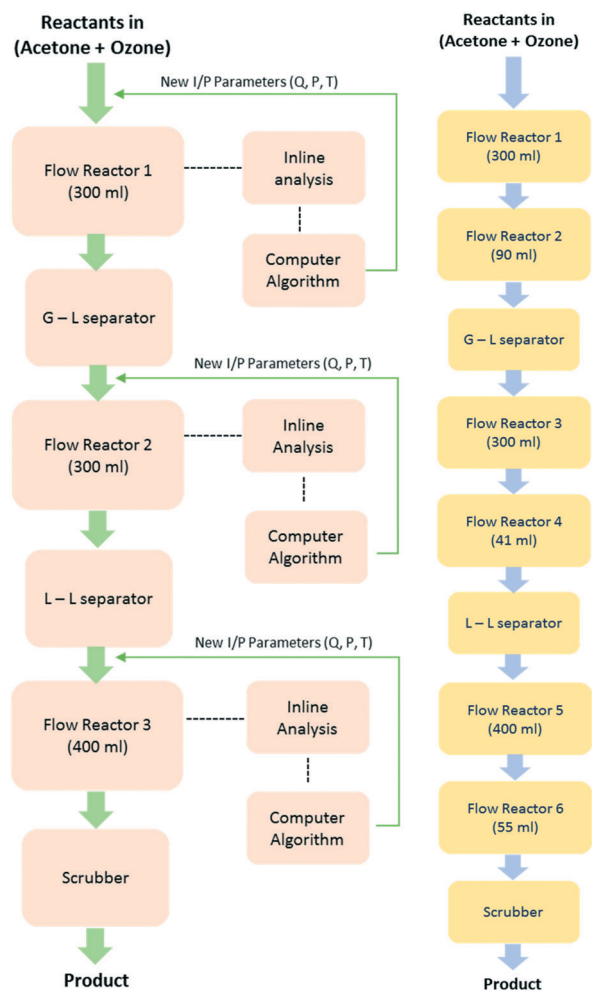 Reactants in
(Acetone + Ozone)
New I/P Parameters (Q, P, T)
Flow Reactor 1
(300 ml)
Inline
analysis
Computer
Algorithm
G – L separator
New I/P Parameters (Q, P, T)
Flow Reactor 2
(300 ml)
Inline
Analysis
Computer
Algorithm
L – L separator
New I/P Parameters (Q, P, T)
Flow Reactor 3
(400 ml)
Inline
Analysis
Computer
Algorithm
Scrubber
Product
Reactants in
(Acetone + Ozone)
Flow Reactor 1
(300 ml)
Flow Reactor 2
(90 ml)
G – L separator
Flow Reactor 3
(300 ml)
Flow Reactor 4
(41 ml)
L – L separator
Flow Reactor 5
(400 ml)
Flow Reactor 6
(55 ml)
Scrubber
Product